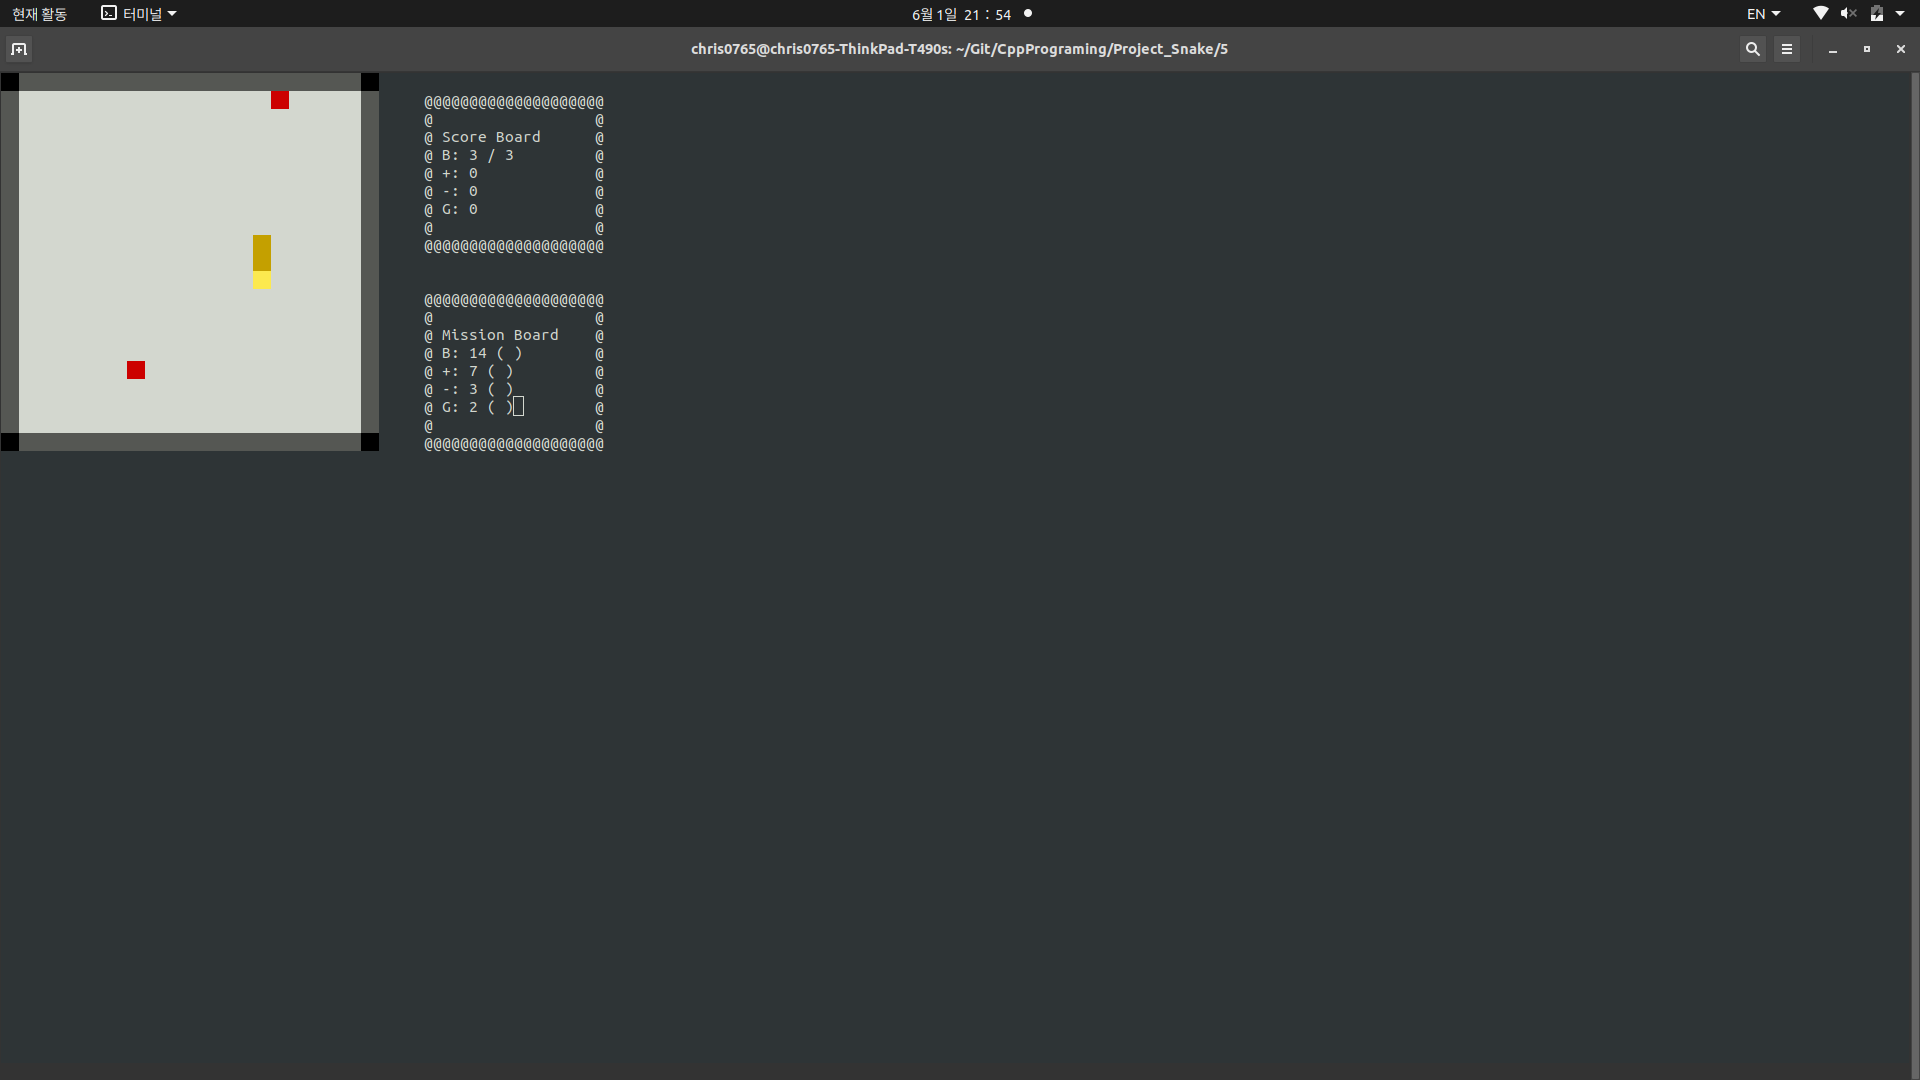 현재 활동 터미널 6월 1일 21 : 54 EN
chris0765@chris0765-ThinkPad-T490s: ~/Git/CppPrograming/Project_Snake/5
@@@@@@@@@@@@@@@@@@@@
@                  @
@ Score Board      @
@ B: 3 / 3         @
@ +: 0             @
@ -: 0             @
@ G: 0             @
@                  @
@@@@@@@@@@@@@@@@@@@@
@@@@@@@@@@@@@@@@@@@@
@                  @
@ Mission Board    @
@ B: 14 ( )        @
@ +: 7 ( )         @
@ -: 3 ( )         @
@ G: 2 ( )         @
@                  @
@@@@@@@@@@@@@@@@@@@@